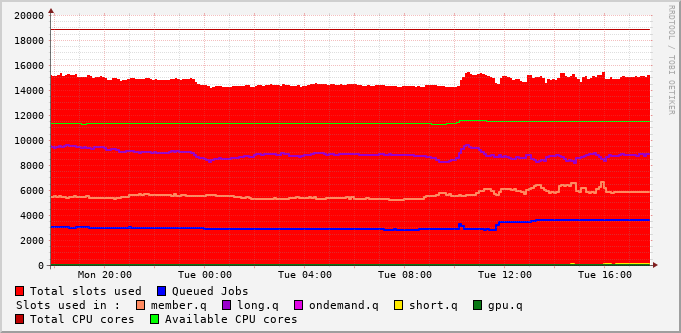 20000
18000
16000
14000
12000
10000
8000
6000
4000
2000
0
Mon 20:00 Tue 00:00 Tue 04:00 Tue 08:00 Tue 12:00 Tue 16:00
Total slots used Queued Jobs
Slots used in : member.q long.q ondemand.q short.q gpu.q
Total CPU cores Available CPU cores
RRDTOOL / TOBI OETIKER